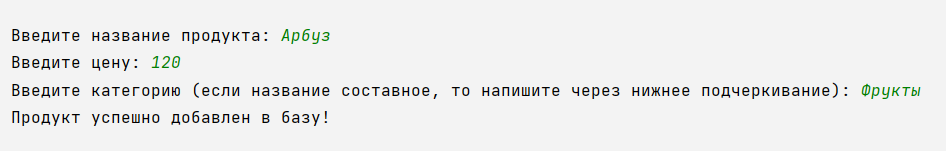 Введите название продукта: Арбуз
Введите цену: 120
Введите категорию (если название составное, то напишите через нижнее подчеркивание): Фрукты
Продукт успешно добавлен в базу!